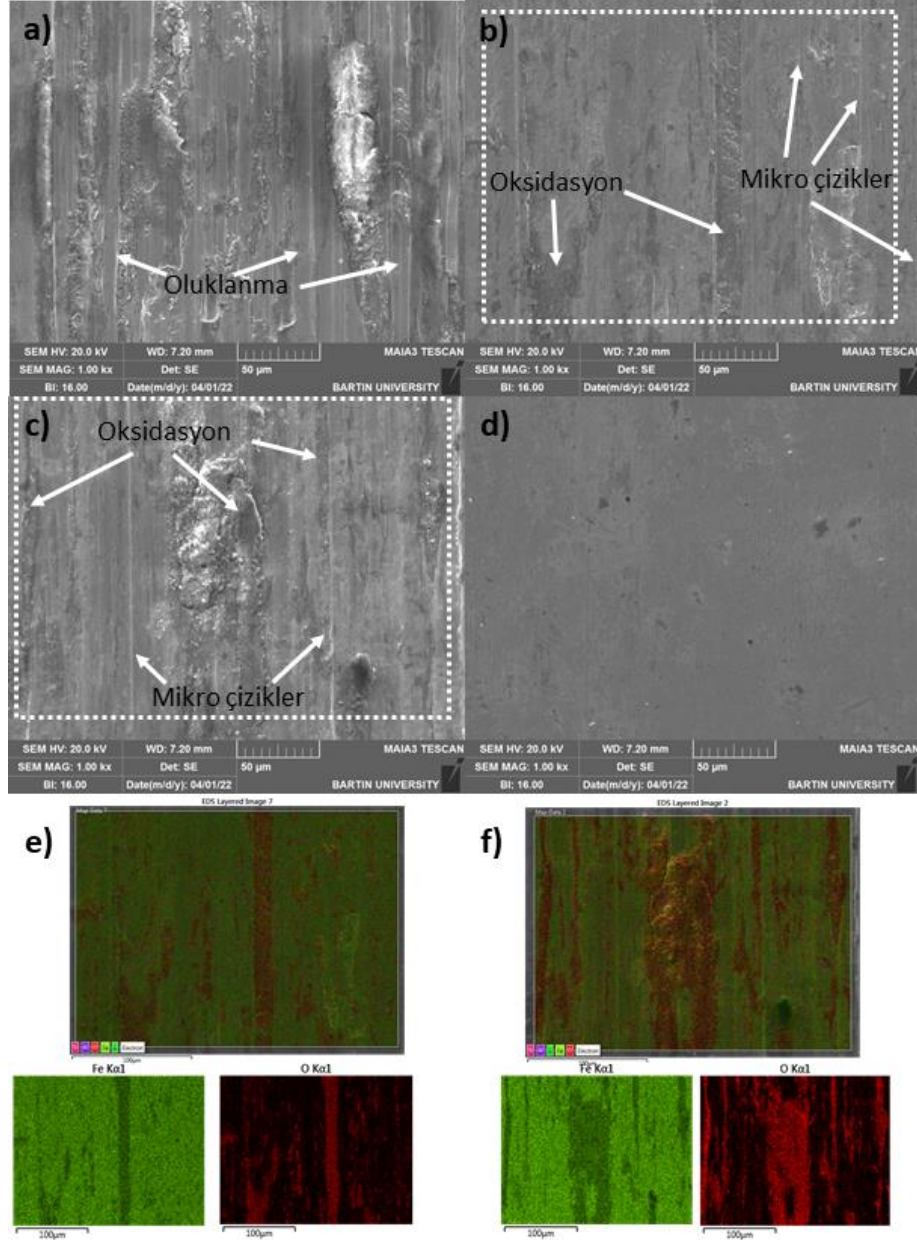 a)
Oluklanma
SEM HV: 20.0 kV WD: 7.20 mm MAIA3 TESCAN
SEM MAG: 1.00 kx Det: SE 50 µm
BI: 16.00 Date(m/d/y): 04/01/22 BARTIN UNIVERSITY
b)
Oksidasyon
Mikro çizikler
SEM HV: 20.0 kV WD: 7.20 mm MAIA3 TESCAN
SEM MAG: 1.00 kx Det: SE 50 µm
BI: 16.00 Date(m/d/y): 04/01/22 BARTIN UNIVERSITY
c)
Oksidasyon
Mikro çizikler
SEM HV: 20.0 kV WD: 7.20 mm MAIA3 TESCAN
SEM MAG: 1.00 kx Det: SE 50 µm
BI: 16.00 Date(m/d/y): 04/01/22 BARTIN UNIVERSITY
d)
SEM HV: 20.0 kV WD: 7.20 mm MAIA3 TESCAN
SEM MAG: 1.00 kx Det: SE 50 µm
BI: 16.00 Date(m/d/y): 04/01/22 BARTIN UNIVERSITY
e)
EDS Layered Image 7
Electron
100µm
Fe Kα1
O Kα1
100µm
100µm
f)
EDS Layered Image 2
Electron
Fe Kα1
O Kα1
100µm
100µm